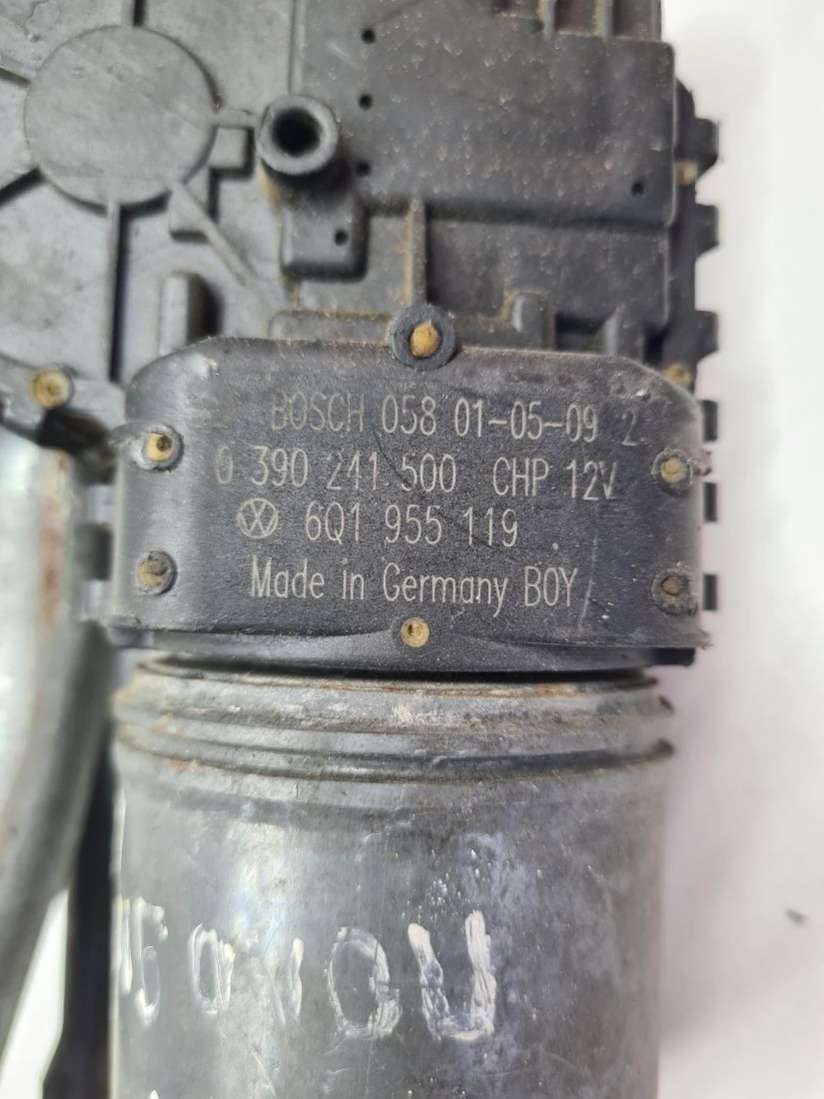 BOSCH 058 01-05-09 2
0 390 241 500 CHP 12V
6Q1 955 119
Made in Germany BOY